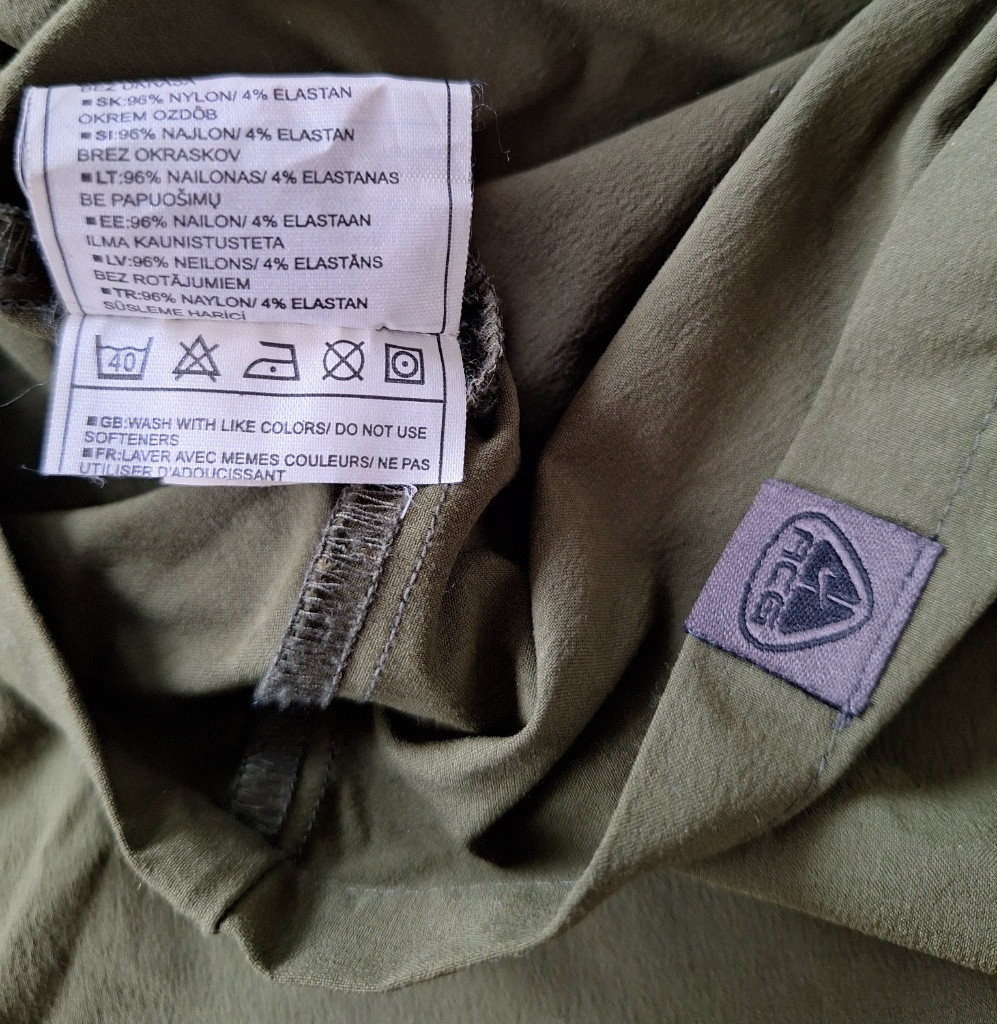 BEZ DARASA
■SK:96% NYLON/ 4% ELASTAN
OKREM OZDÔB
■SI:96% NAJLON/ 4% ELASTAN
BREZ OKRASKOV
■LT:96% NAILONAS/ 4% ELASTANAS
BE PAPUOŠIMŲ
■EE:96% NAILON/ 4% ELASTAAN
ILMA KAUNISTUSTETA
■LV:96% NEILONS/ 4% ELASTĀNS
BEZ ROTĀJUMIEM
■TR:96% NAYLON/ 4% ELASTAN
SÜSLEME HARİCİ
40
■GB:WASH WITH LIKE COLORS/ DO NOT USE
SOFTENERS
■FR:LAVER AVEC MEMES COULEURS/ NE PAS
UTILISER D'ADOUCISSANT
ACG